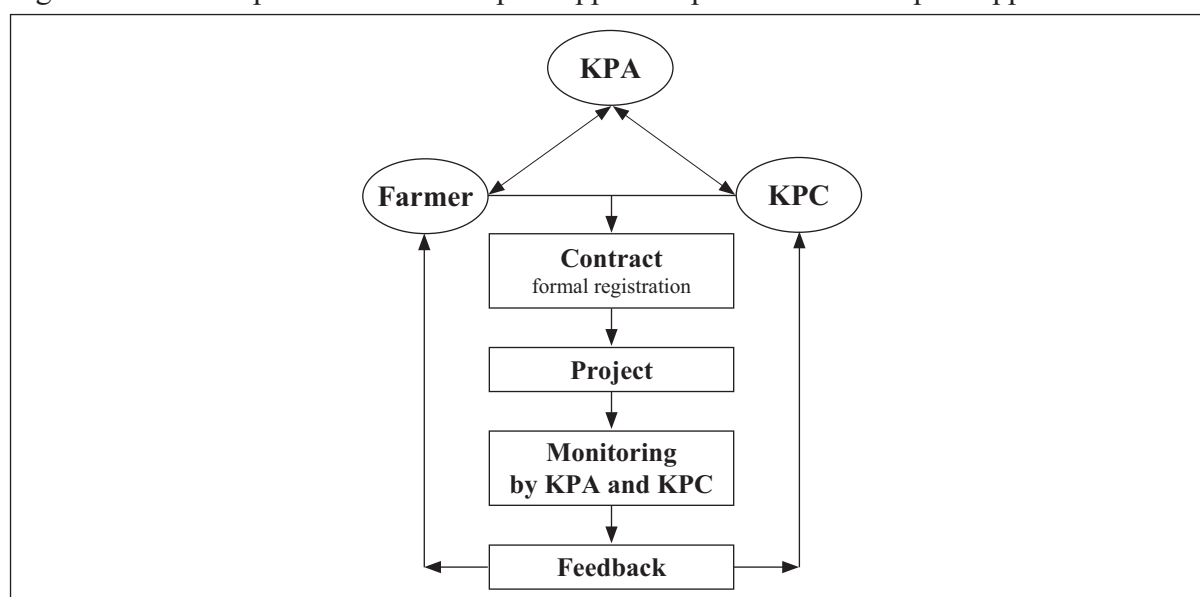 KPA
Farmer
KPC
Contract
formal registration
Project
Monitoring
by KPA and KPC
Feedback